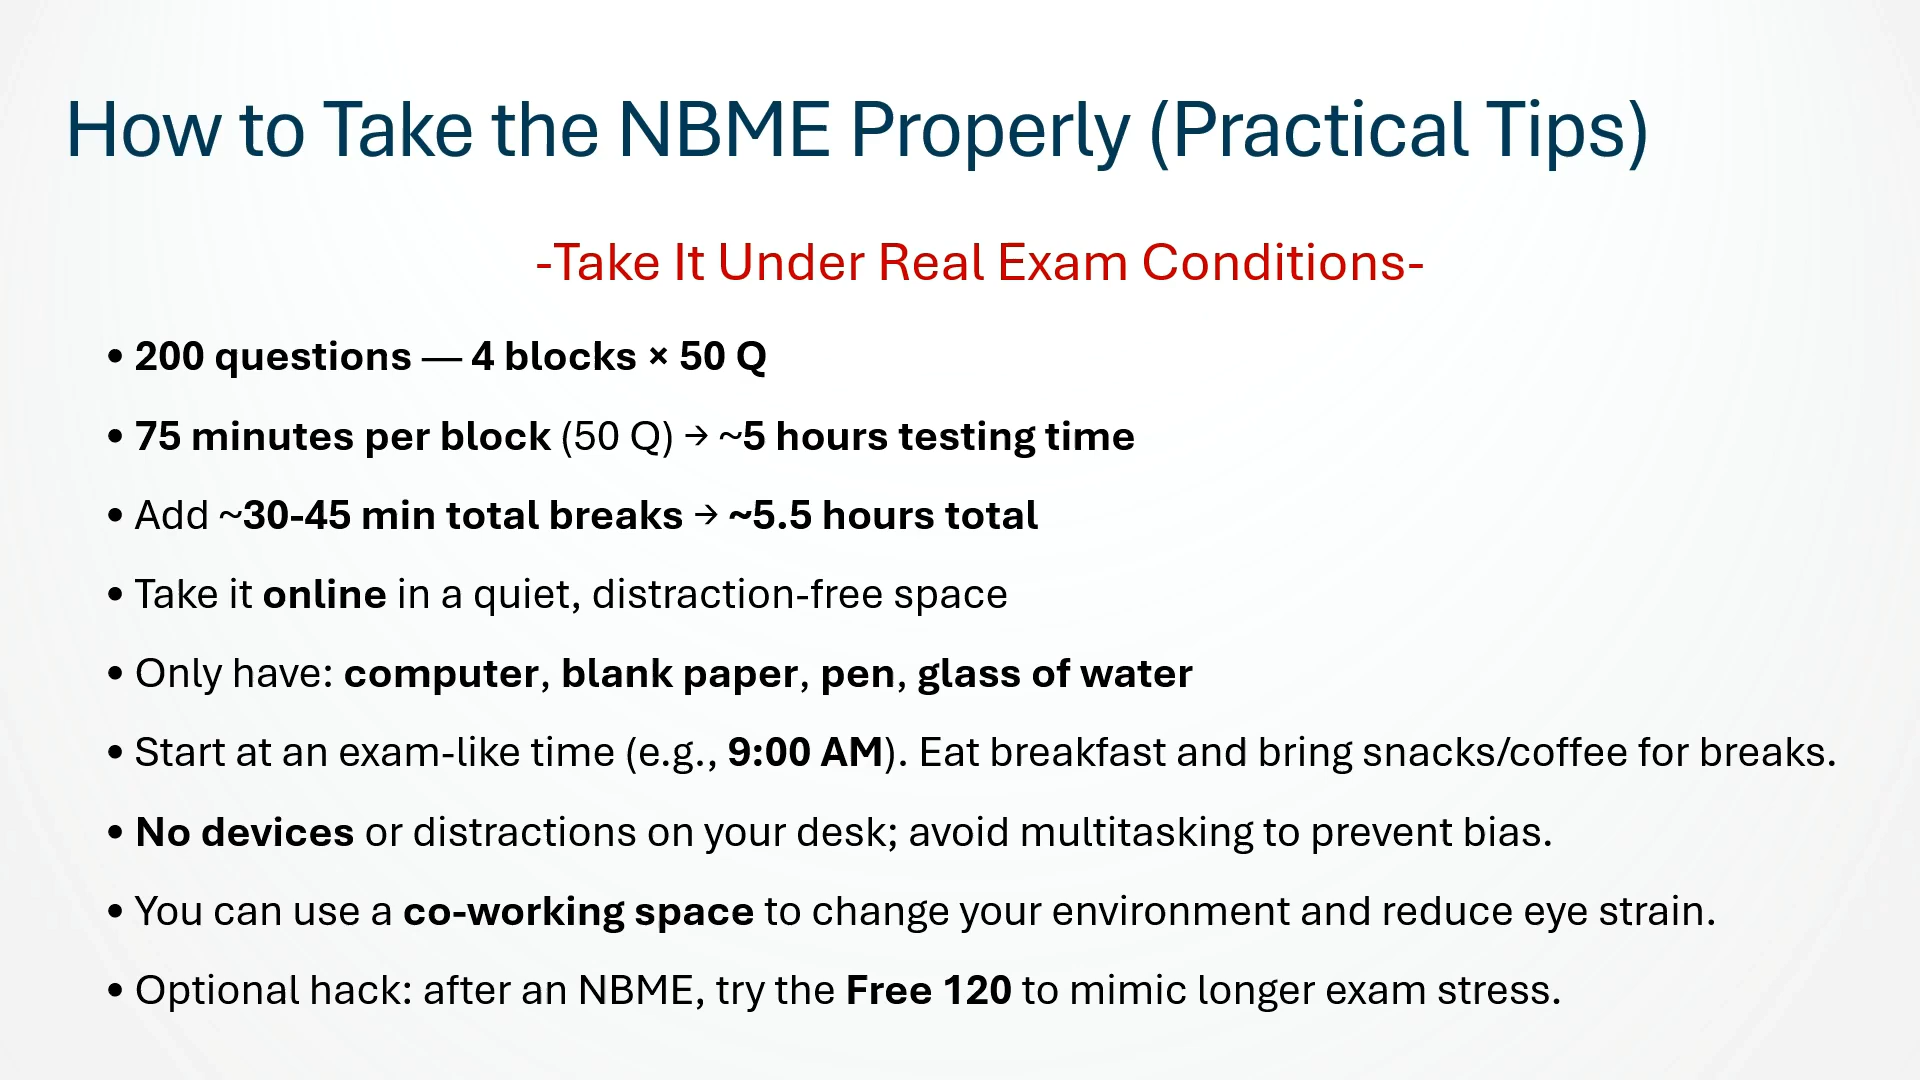 How to Take the NBME Properly (Practical Tips)
-Take It Under Real Exam Conditions-
• 200 questions — 4 blocks × 50 Q
• 75 minutes per block (50 Q) → ~5 hours testing time
• Add ~30-45 min total breaks → ~5.5 hours total
• Take it online in a quiet, distraction-free space
• Only have: computer, blank paper, pen, glass of water
• Start at an exam-like time (e.g., 9:00 AM). Eat breakfast and bring snacks/coffee for breaks.
• No devices or distractions on your desk; avoid multitasking to prevent bias.
• You can use a co-working space to change your environment and reduce eye strain.
• Optional hack: after an NBME, try the Free 120 to mimic longer exam stress.